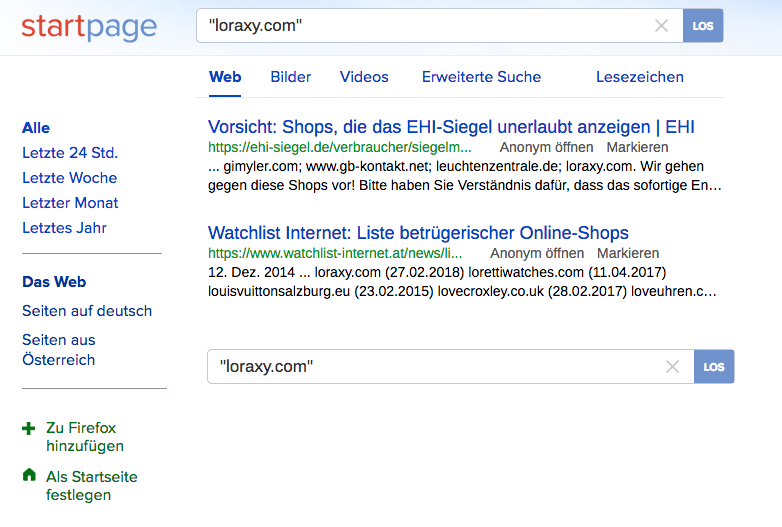 startpage
"loraxy.com"
LOS
Web Bilder Videos Erweiterte Suche Lesezeichen
Alle
Letzte 24 Std.
Letzte Woche
Letzter Monat
Letztes Jahr
Das Web
Seiten auf deutsch
Seiten aus
Österreich
Zu Firefox
hinzufügen
Als Startseite
festlegen
Vorsicht: Shops, die das EHI-Siegel unerlaubt anzeigen | EHI
https://ehi-siegel.de/verbraucher/siegelm... Anonym öffnen Markieren
... gimyler.com; www.gb-kontakt.net; leuchtenzentrale.de; loraxy.com. Wir gehen
gegen diese Shops vor! Bitte haben Sie Verständnis dafür, dass das sofortige En…
Watchlist Internet: Liste betrügerischer Online-Shops
https://www.watchlist-internet.at/news/li... Anonym öffnen Markieren
12. Dez. 2014 ... loraxy.com (27.02.2018) lorettiwatches.com (11.04.2017)
louisvuittonsalzburg.eu (23.02.2015) lovecroxley.co.uk (28.02.2017) loveuhren.c…
"loraxy.com"
LOS